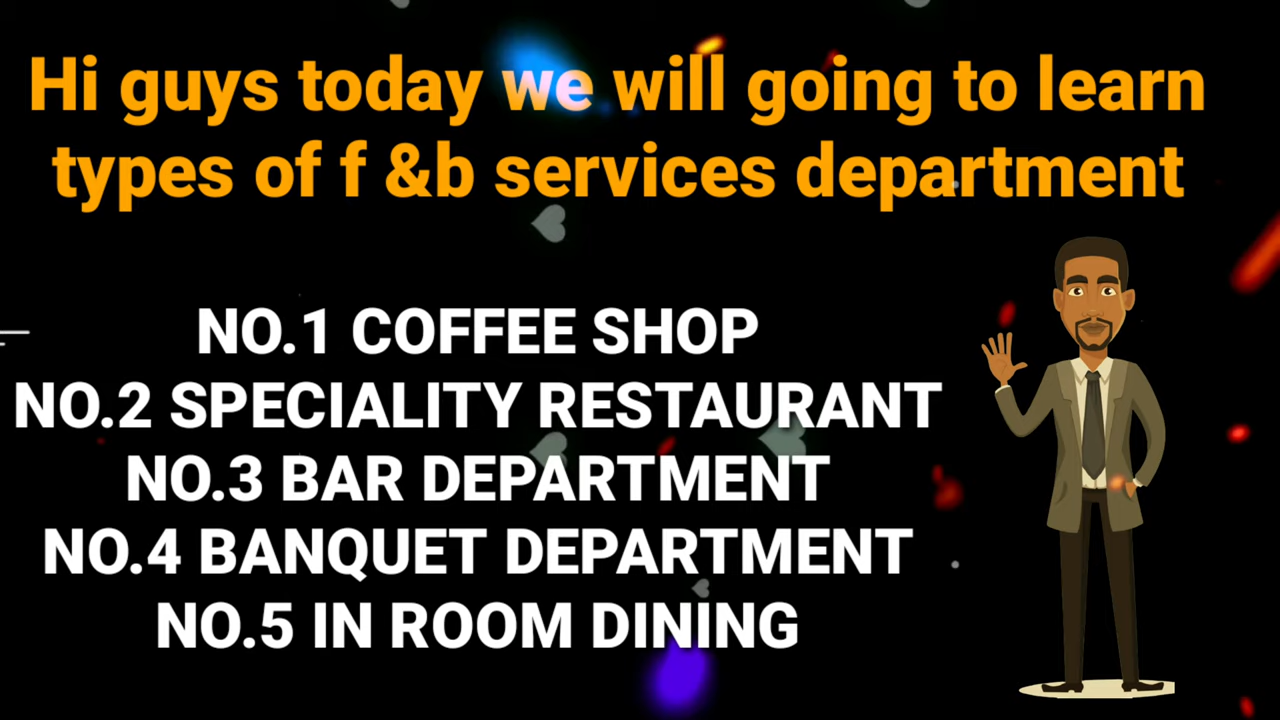 Hi guys today we will going to learn
types of f &b services department
NO.1 COFFEE SHOP
NO.2 SPECIALITY RESTAURANT
NO.3 BAR DEPARTMENT
NO.4 BANQUET DEPARTMENT
NO.5 IN ROOM DINING